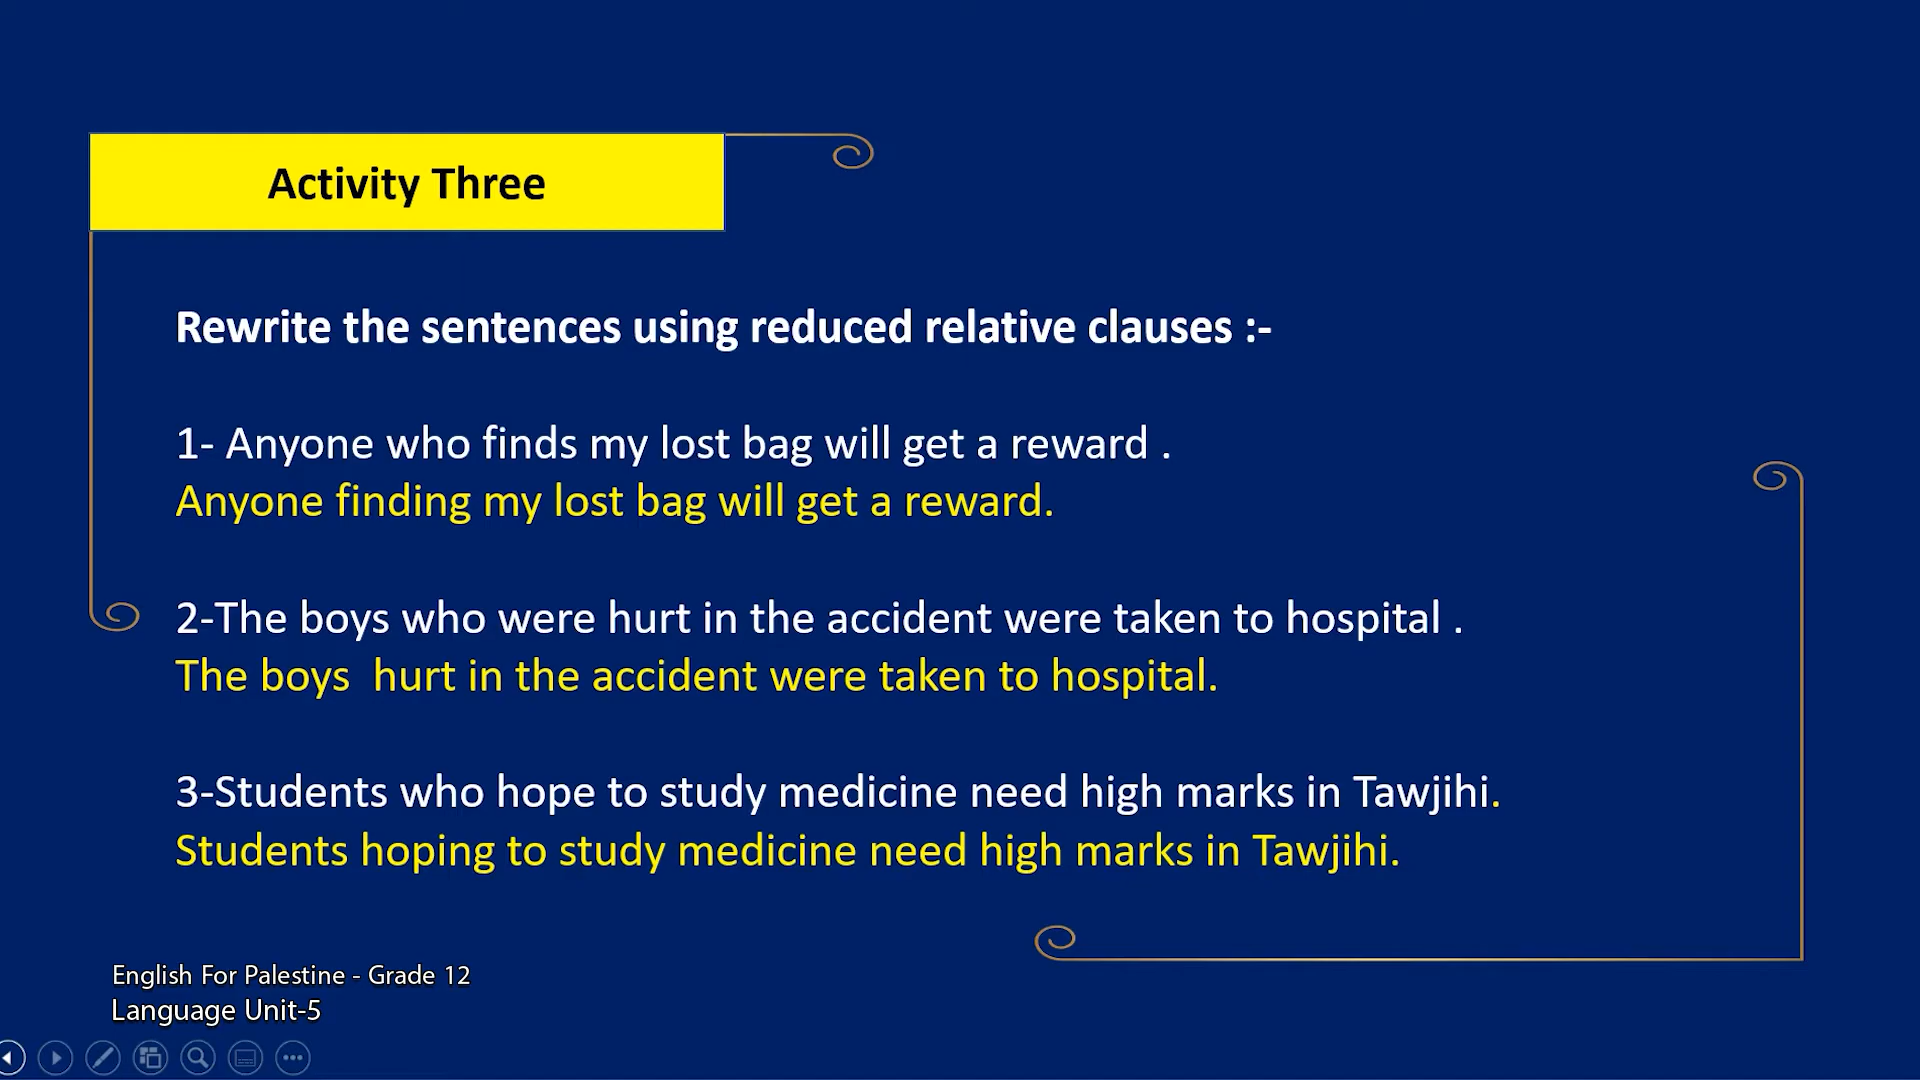 Activity Three
Rewrite the sentences using reduced relative clauses :-
1- Anyone who finds my lost bag will get a reward .
Anyone finding my lost bag will get a reward.
2-The boys who were hurt in the accident were taken to hospital .
The boys  hurt in the accident were taken to hospital.
3-Students who hope to study medicine need high marks in Tawjihi.
Students hoping to study medicine need high marks in Tawjihi.
English For Palestine - Grade 12
Language Unit-5